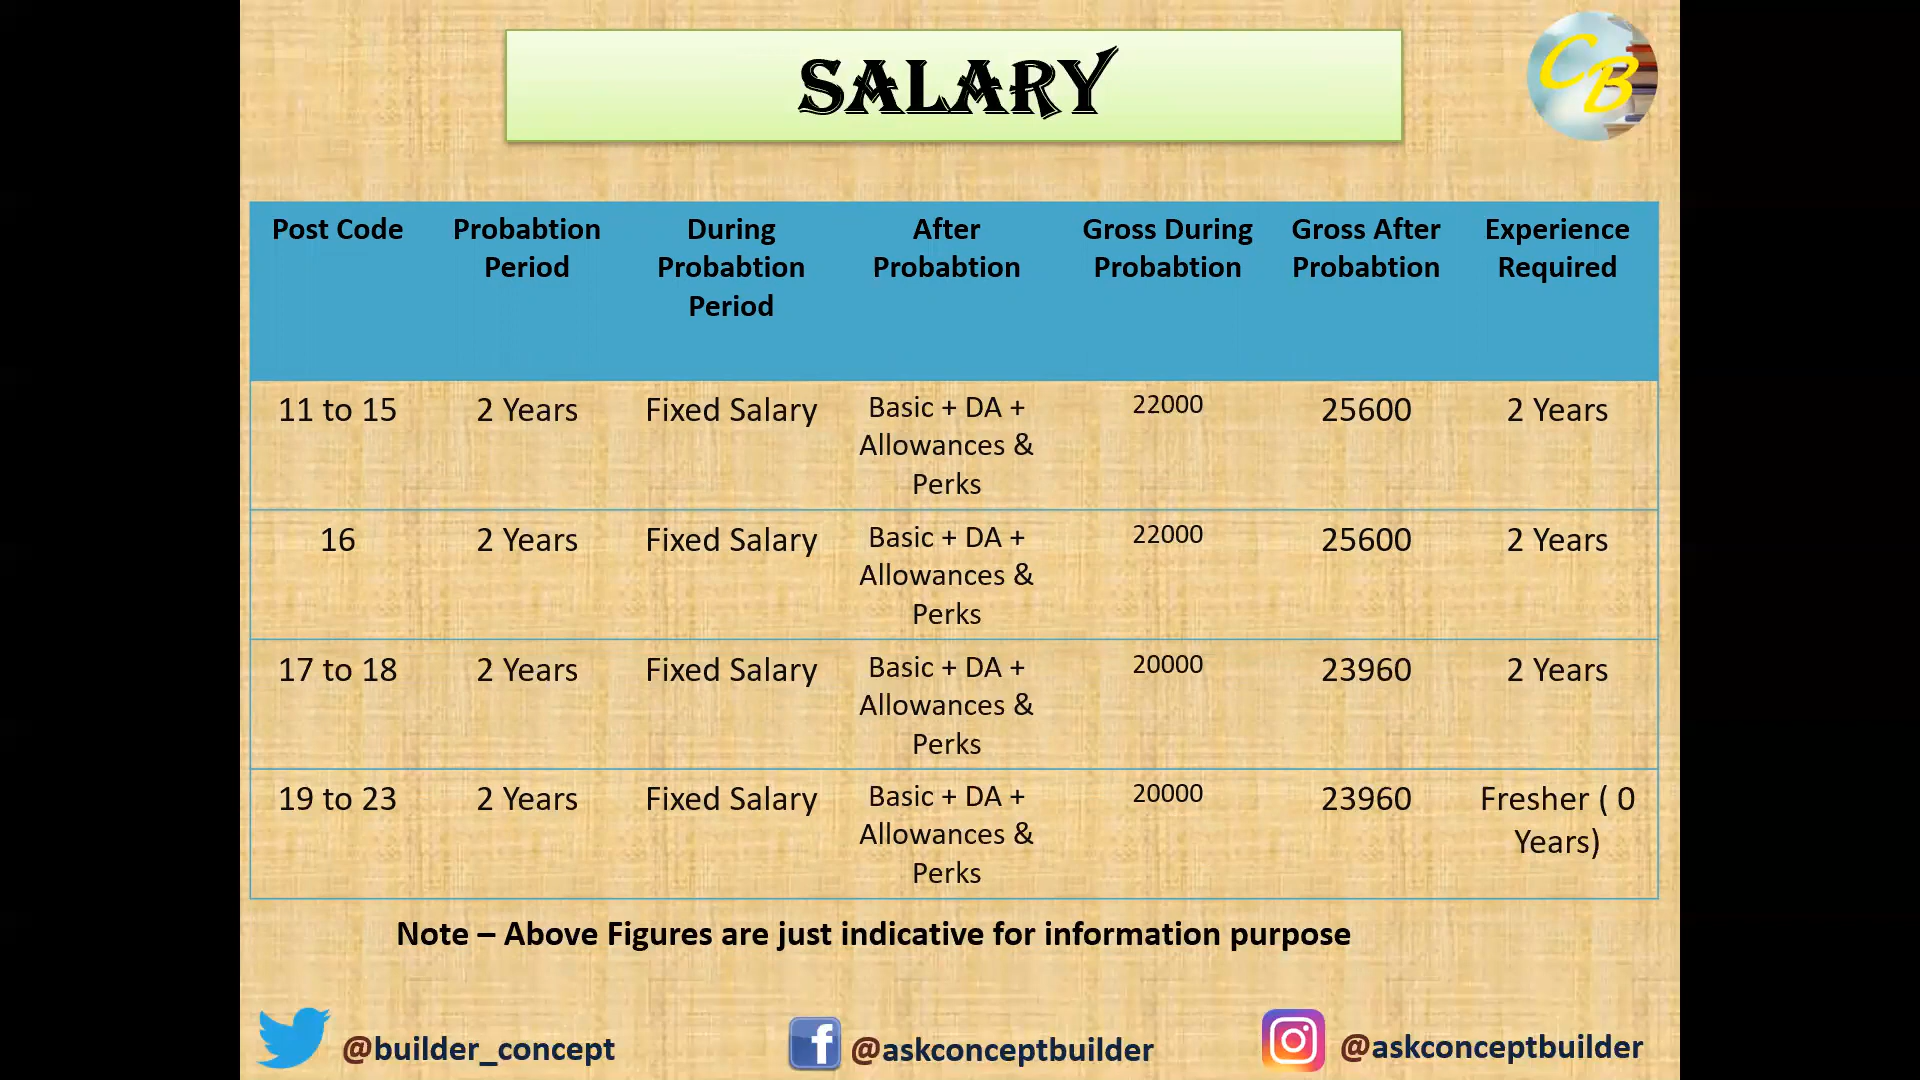 SALARY
CB
Post Code
Probabtion
Period
During
Probabtion
Period
After
Probabtion
Gross During
Probabtion
Gross After
Probabtion
Experience
Required
11 to 15
2 Years
Fixed Salary
Basic + DA +
Allowances &
Perks
22000
25600
2 Years
16
2 Years
Fixed Salary
Basic + DA +
Allowances &
Perks
22000
25600
2 Years
17 to 18
2 Years
Fixed Salary
Basic + DA +
Allowances &
Perks
20000
23960
2 Years
19 to 23
2 Years
Fixed Salary
Basic + DA +
Allowances &
Perks
20000
23960
Fresher ( 0
Years)
Note – Above Figures are just indicative for information purpose
@builder_concept
f
@askconceptbuilder
@askconceptbuilder